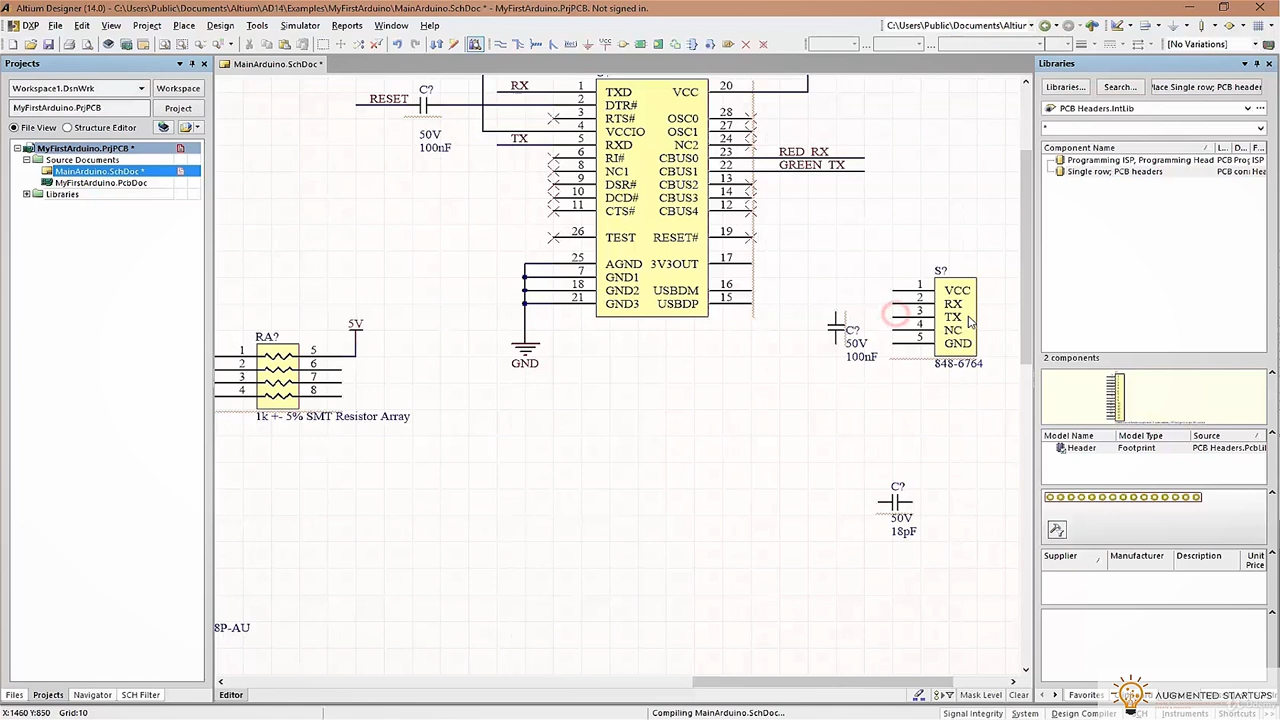 Altium Designer (14.0) - C:\Users\Public\Documents\Altium\AD14\Examples\MyFirstArduino\MainArduino.SchDoc * - MyFirstArduino.PrjPCB. Not signed in.
DXP File Edit View Project Place Design Tools Simulator Reports Window Help
C:\Users\Public\Documents\Altiur
[No Variations]
Projects
Workspace1.DsnWrk Workspace
MyFirstArduino.PrjPCB Project
File View Structure Editor
MyFirstArduino.PrjPCB *
Source Documents
MainArduino.SchDoc *
MyFirstArduino.PcbDoc
Libraries
Files Projects Navigator SCH Filter
MainArduino.SchDoc *
RESET
C?
50V
100nF
RX 1 TXD VCC 20
2 DTR#
3 RTS# OSC0 28
4 VCCIO OSC1 27
TX 5 RXD NC2 24
6 RI# CBUS0 23 RED RX
8 NC1 CBUS1 22 GREEN TX
9 DSR# CBUS2 13
10 DCD# CBUS3 14
11 CTS# CBUS4 12
26 TEST RESET# 19
25 AGND 3V3OUT 17
7 GND1
18 GND2 USBDM 16
21 GND3 USBDP 15
GND
5V
RA?
1 5
2 6
3 7
4 8
1k +- 5% SMT Resistor Array
C?
50V
100nF
S?
1 VCC
2 RX
3 TX
4 NC
5 GND
848-6764
C?
50V
18pF
8P-AU
Editor
Mask Level Clear
Libraries
Libraries... Search... lace Single row; PCB header
PCB Headers.IntLib
*
Component Name L... D... F...
Programming ISP, Programming Head PCB Pro
Single row; PCB headers PCB con Hea
2 components
Model Name Model Type Source
Header Footprint PCB Headers.PcbLi
Supplier Manufacturer Description Unit Price
Favorites
AUGMENTED STARTUPS
X:1460 Y:850 Grid:10
Compiling MainArduino.SchDoc...
Signal Integrity System Design Compiler Instruments Shortcuts >>